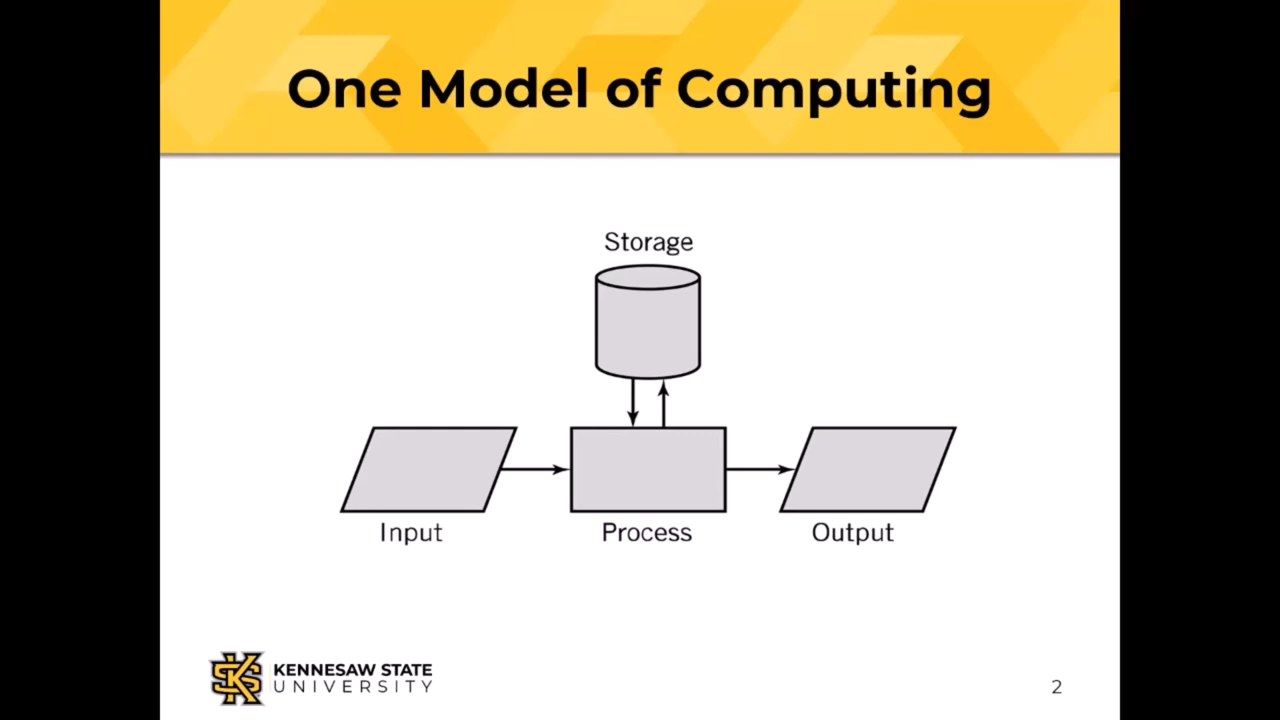 One Model of Computing
Storage
Input
Process
Output
KENNESAW STATE
UNIVERSITY
2